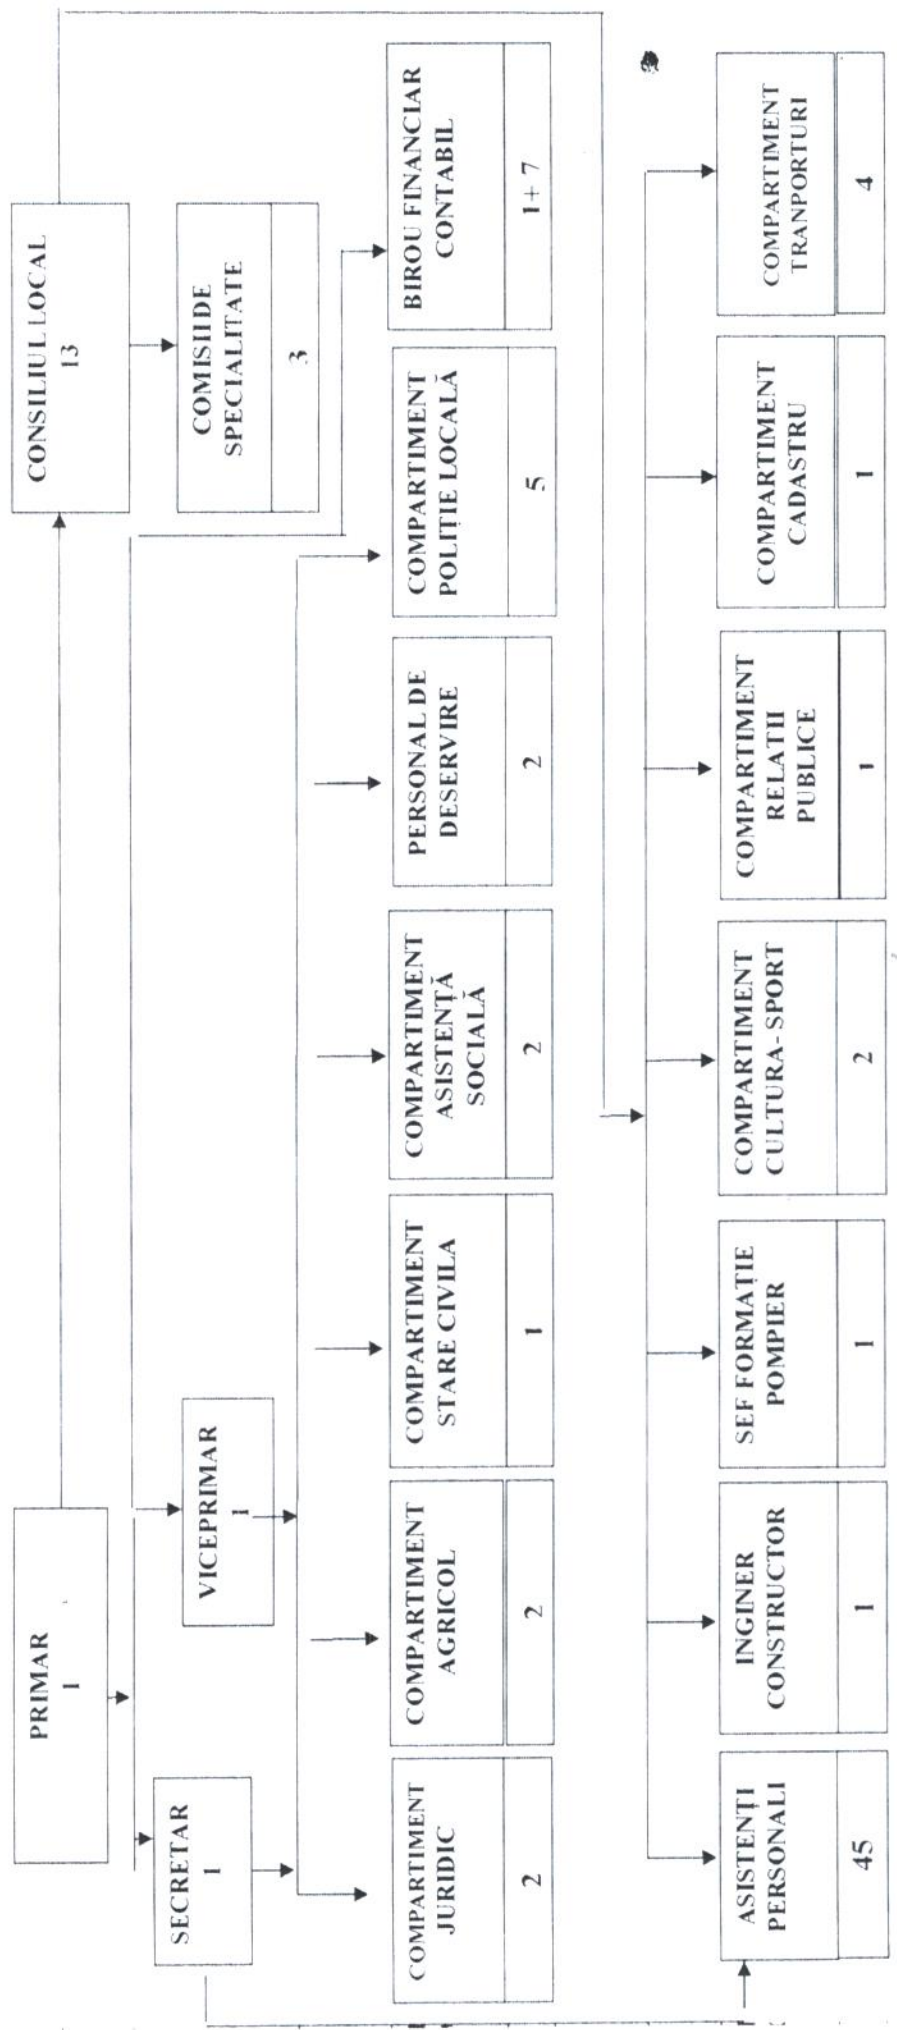 PRIMAR
1
CONSILIUL LOCAL
13
SECRETAR
1
VICEPRIMAR
1
COMISII DE
SPECIALITATE
3
COMPARTIMENT
JURIDIC
2
COMPARTIMENT
AGRICOL
2
COMPARTIMENT
STARE CIVILA
1
COMPARTIMENT
ASISTENȚĂ
SOCIALĂ
2
PERSONAL DE
DESERVIRE
2
COMPARTIMENT
POLIȚIE LOCALĂ
5
BIROU FINANCIAR
CONTABIL
1+ 7
ASISTENȚI
PERSONALI
45
INGINER
CONSTRUCTOR
1
SEF FORMAȚIE
POMPIER
1
COMPARTIMENT
CULTURA- SPORT
2
COMPARTIMENT
RELATII
PUBLICE
1
COMPARTIMENT
CADASTRU
1
COMPARTIMENT
TRANPORTURI
4